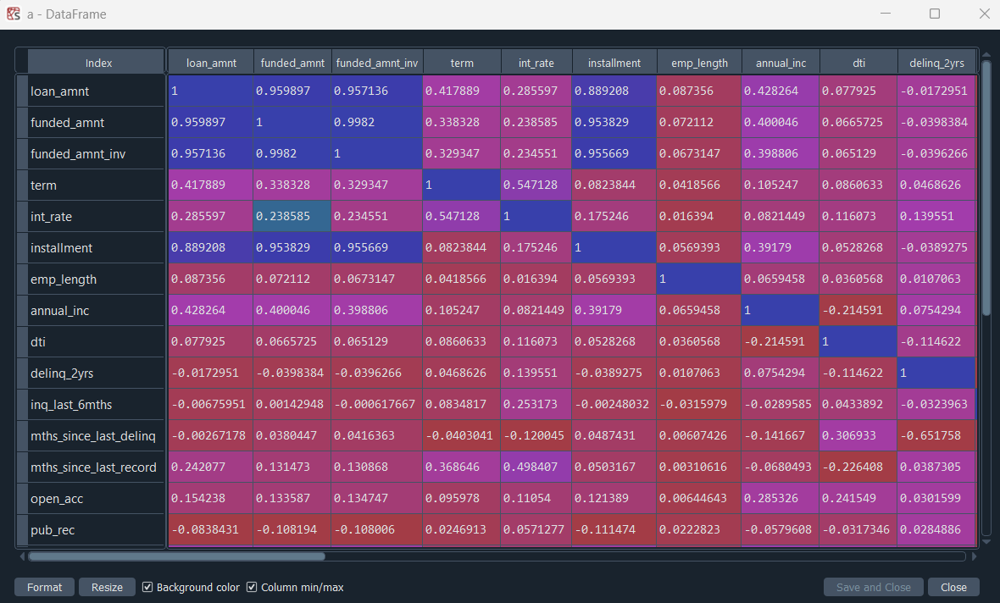 a - DataFrame
Index loan_amnt funded_amnt funded_amnt_inv term int_rate installment emp_length annual_inc dti delinq_2yrs
loan_amnt 1 0.959897 0.957136 0.417889 0.285597 0.889208 0.087356 0.428264 0.077925 -0.0172951
funded_amnt 0.959897 1 0.9982 0.338328 0.238585 0.953829 0.072112 0.400046 0.0665725 -0.0398384
funded_amnt_inv 0.957136 0.9982 1 0.329347 0.234551 0.955669 0.0673147 0.398806 0.065129 -0.0396266
term 0.417889 0.338328 0.329347 1 0.547128 0.0823844 0.0418566 0.105247 0.0860633 0.0468626
int_rate 0.285597 0.238585 0.234551 0.547128 1 0.175246 0.016394 0.0821449 0.116073 0.139551
installment 0.889208 0.953829 0.955669 0.0823844 0.175246 1 0.0569393 0.39179 0.0528268 -0.0389275
emp_length 0.087356 0.072112 0.0673147 0.0418566 0.016394 0.0569393 1 0.0659458 0.0360568 0.0107063
annual_inc 0.428264 0.400046 0.398806 0.105247 0.0821449 0.39179 0.0659458 1 -0.214591 0.0754294
dti 0.077925 0.0665725 0.065129 0.0860633 0.116073 0.0528268 0.0360568 -0.214591 1 -0.114622
delinq_2yrs -0.0172951 -0.0398384 -0.0396266 0.0468626 0.139551 -0.0389275 0.0107063 0.0754294 -0.114622 1
inq_last_6mths -0.00675951 0.00142948 -0.000617667 0.0834817 0.253173 -0.00248032 -0.0315979 -0.0289585 0.0433892 -0.0323963
mths_since_last_delinq -0.00267178 0.0380447 0.0416363 -0.0403041 -0.120045 0.0487431 0.00607426 -0.141667 0.306933 -0.651758
mths_since_last_record 0.242077 0.131473 0.130868 0.368646 0.498407 0.0503167 0.00310616 -0.0680493 -0.226408 0.0387305
open_acc 0.154238 0.133587 0.134747 0.095978 0.11054 0.121389 0.00644643 0.285326 0.241549 0.0301599
pub_rec -0.0838431 -0.108194 -0.108006 0.0246913 0.0571277 -0.111474 0.0222823 -0.0579608 -0.0317346 0.0284886
Format Resize Background color Column min/max Save and Close Close